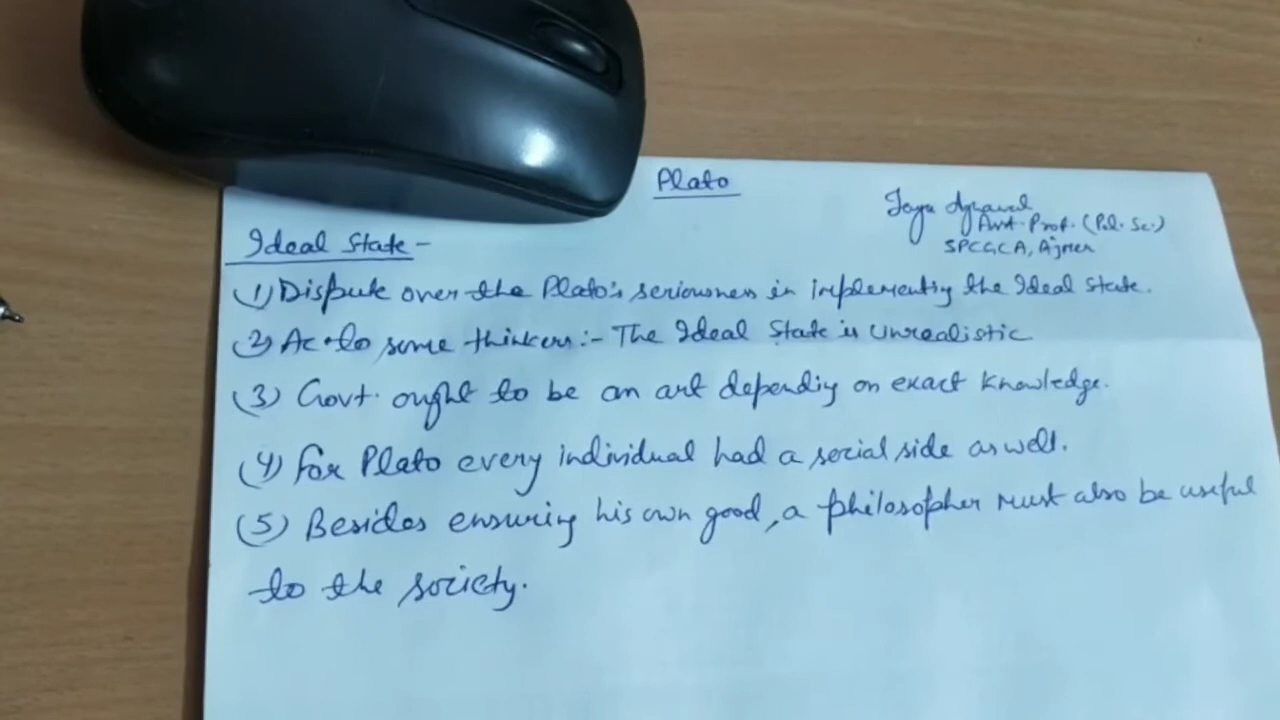 Plato
Jaya Agrawal
Asst. Prof. (Pol. Sc.)
SPCGCA, Ajmer
Ideal State -
(1) Dispute over the Plato's seriousness in implementing the Ideal State.
(2) Ac. to some thinkers :- The Ideal State is Unrealistic
(3) Govt. ought to be an art depending on exact knowledge.
(4) For Plato every individual had a social side as well.
(5) Besides ensuring his own good, a philosopher must also be useful
to the society.